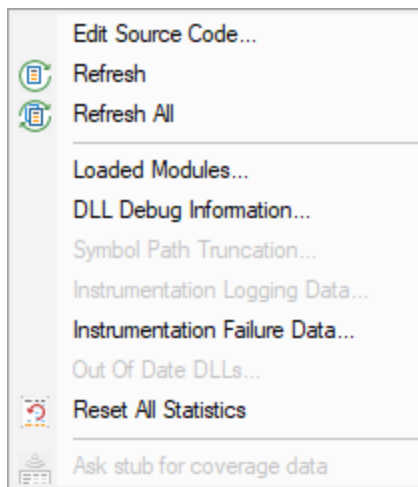 Edit Source Code...
Refresh
Refresh All
Loaded Modules...
DLL Debug Information...
Symbol Path Truncation...
Instrumentation Logging Data...
Instrumentation Failure Data...
Out Of Date DLLs...
Reset All Statistics
Ask stub for coverage data